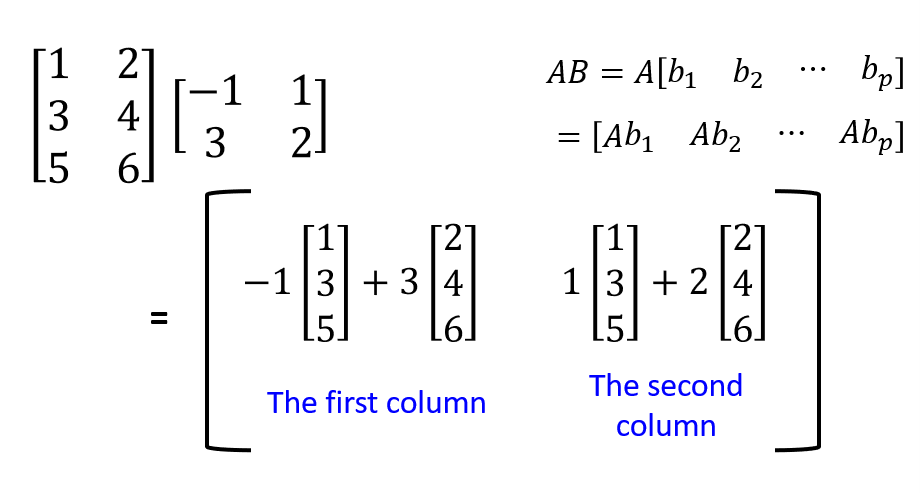 [1 2
3 4
5 6] [−1 1
3 2]
AB = A[b₁ b₂ ⋯ bₚ]
= [Ab₁ Ab₂ ⋯ Abₚ]
= [ −1 [1 3 5] + 3 [2 4 6] 1 [1 3 5] + 2 [2 4 6] ]
The first column
The second
column